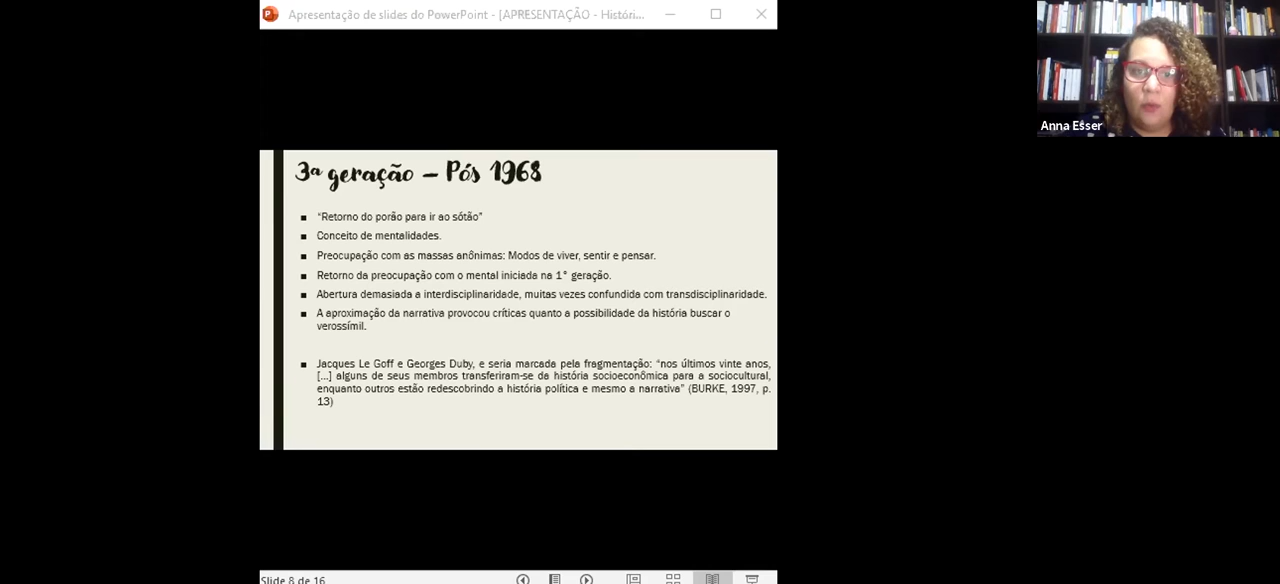 Apresentação de slides do PowerPoint - [APRESENTAÇÃO - Históri...
Anna Esser
3ª geração – Pós 1968
"Retorno do porão para ir ao sótão"
Conceito de mentalidades.
Preocupação com as massas anônimas: Modos de viver, sentir e pensar.
Retorno da preocupação com o mental iniciada na 1° geração.
Abertura demasiada a interdisciplinaridade, muitas vezes confundida com transdisciplinaridade.
A aproximação da narrativa provocou críticas quanto a possibilidade da história buscar o
verossímil.
Jacques Le Goff e Georges Duby, e seria marcada pela fragmentação: "nos últimos vinte anos,
[...] alguns de seus membros transferiram-se da história socioeconômica para a sociocultural,
enquanto outros estão redescobrindo a história política e mesmo a narrativa" (BURKE, 1997, p.
13)
Slide 8 de 16